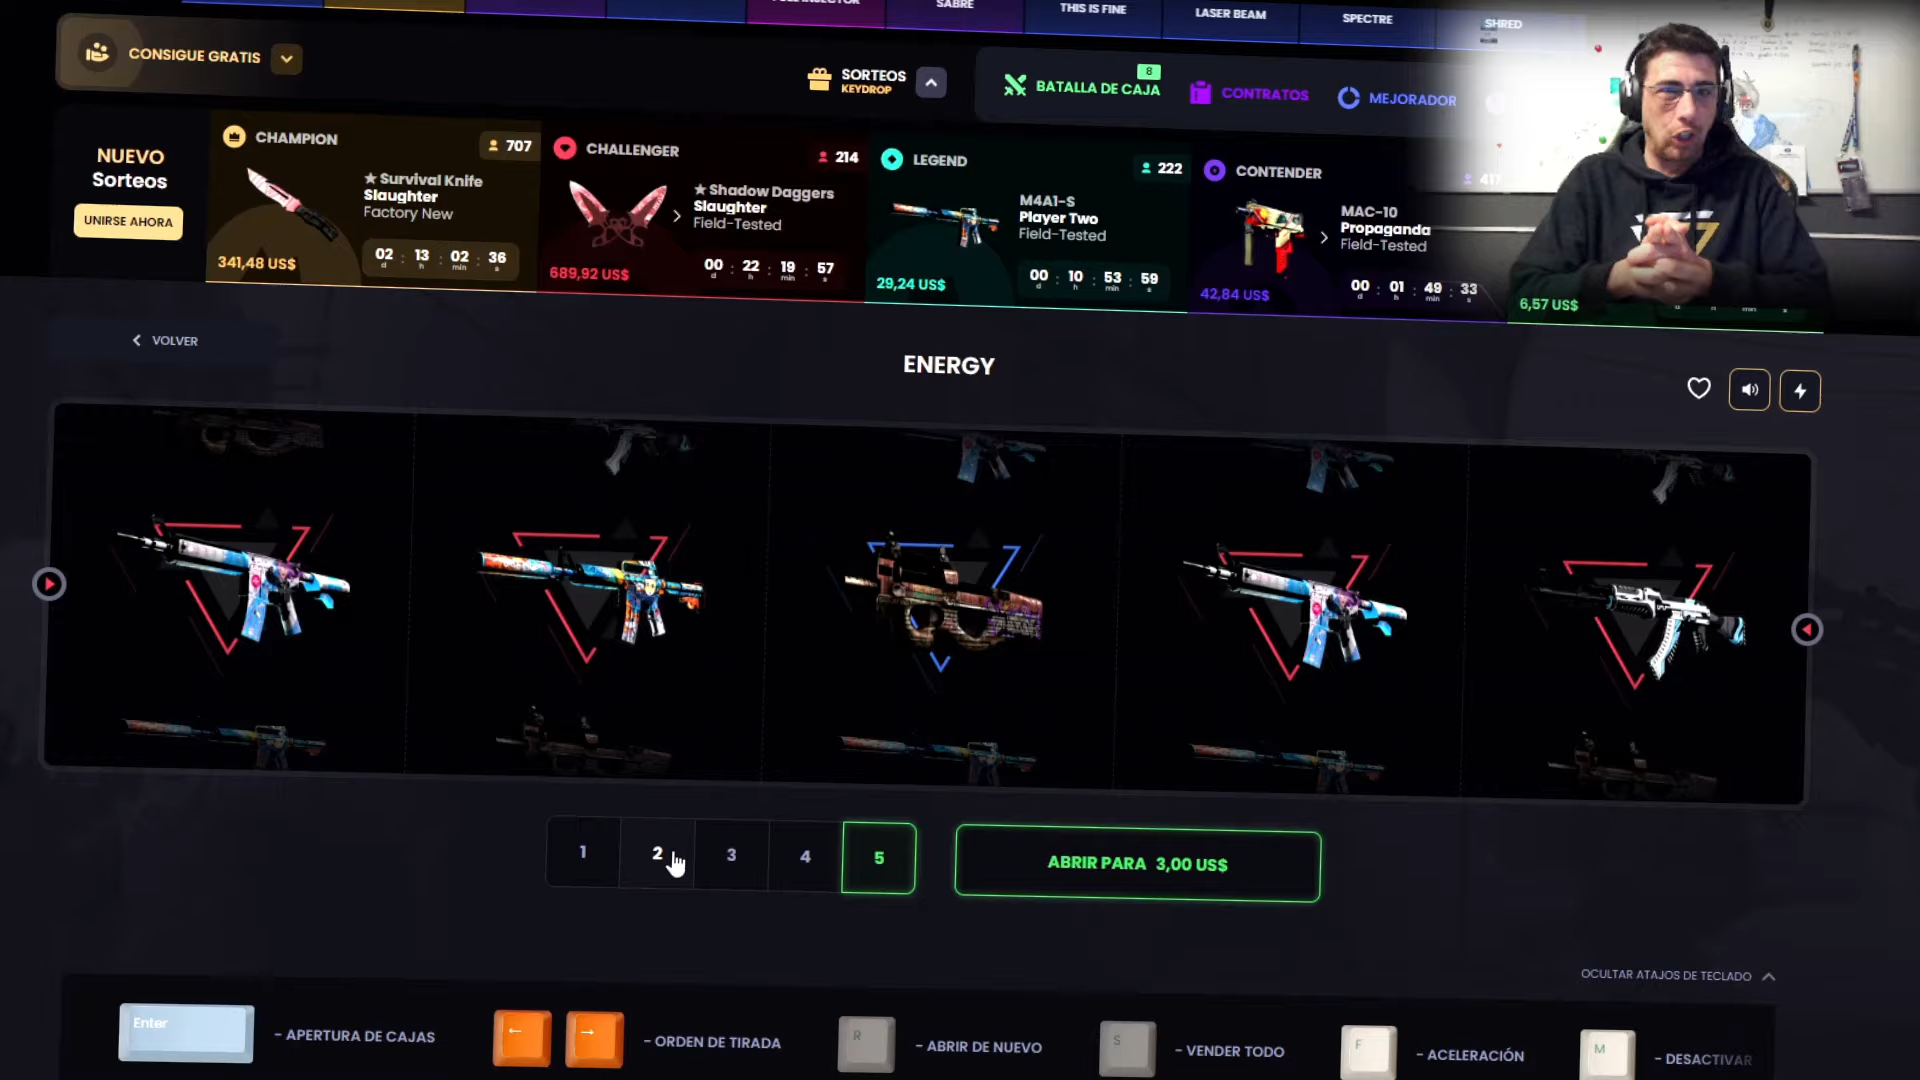 SABRE
THIS IS FINE
LASER BEAM
SPECTRE
SHRED
CONSIGUE GRATIS
SORTEOS
KEYDROP
8
BATALLA DE CAJA
CONTRATOS
MEJORADOR
NUEVO
Sorteos
UNIRSE AHORA
CHAMPION
707
★ Survival Knife
Slaughter
Factory New
341,48 US$
02 : 13 : 02 : 36
d h min s
CHALLENGER
214
★ Shadow Daggers
Slaughter
Field-Tested
689,92 US$
00 : 22 : 19 : 57
d h min s
LEGEND
222
M4A1-S
Player Two
Field-Tested
29,24 US$
00 : 10 : 53 : 59
d h min s
CONTENDER
417
MAC-10
Propaganda
Field-Tested
42,84 US$
00 : 01 : 49 : 33
d h min s
6,57 US$
VOLVER
ENERGY
1
2
3
4
5
ABRIR PARA 3,00 US$
OCULTAR ATAJOS DE TECLADO
Enter
- APERTURA DE CAJAS
← →
- ORDEN DE TIRADA
R
- ABRIR DE NUEVO
S
- VENDER TODO
F
- ACELERACIÓN
M
- DESACTIVAR